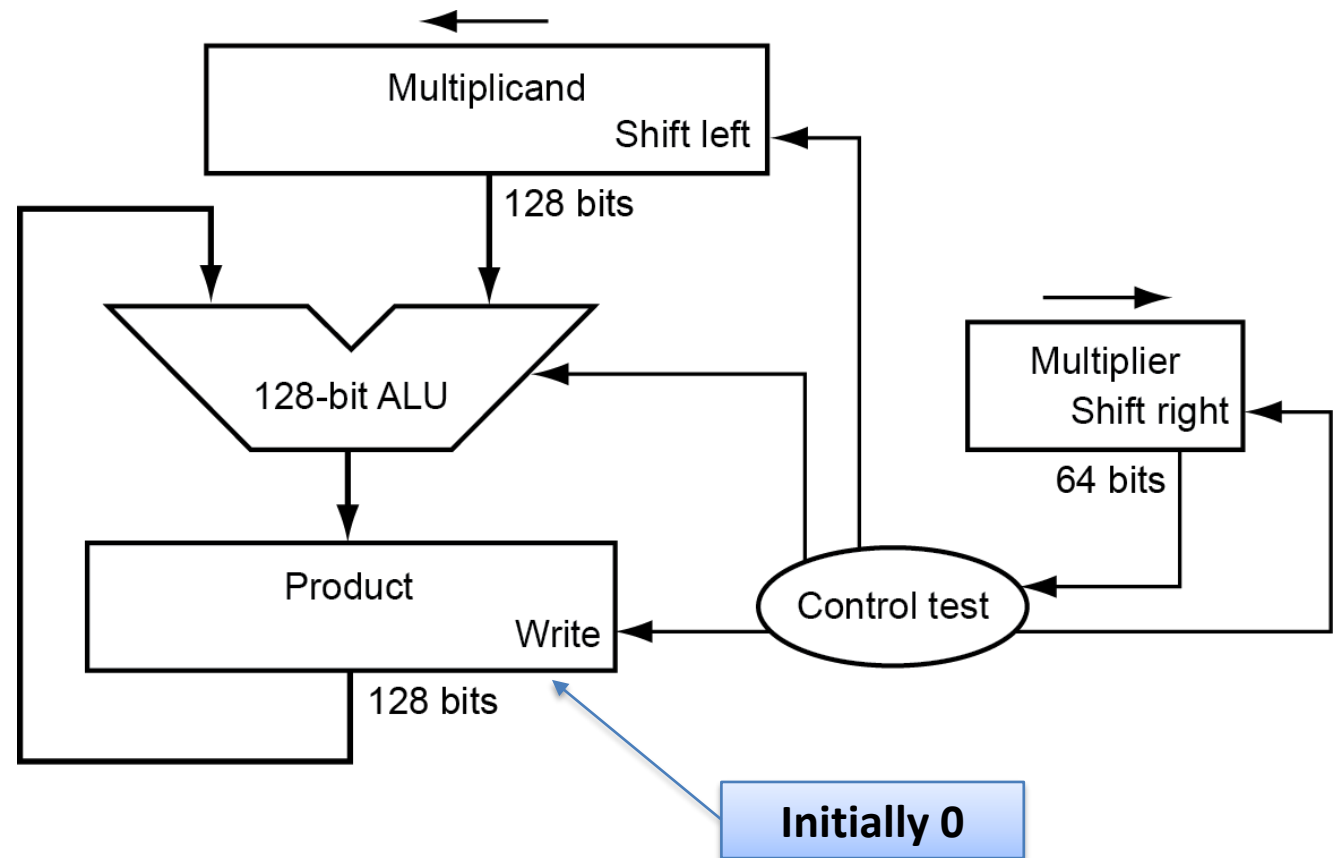 Multiplicand
Shift left
128 bits
128-bit ALU
Multiplier
Shift right
64 bits
Product
Write
Control test
128 bits
Initially 0